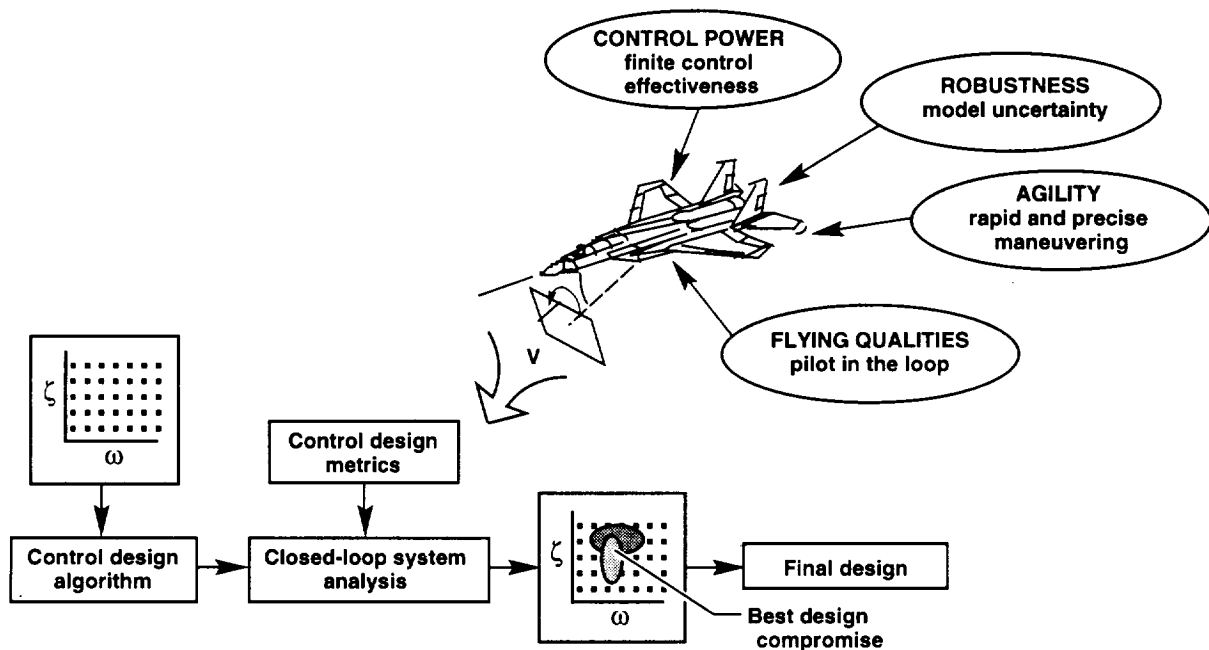 CONTROL POWER
finite control
effectiveness
ROBUSTNESS
model uncertainty
AGILITY
rapid and precise
maneuvering
FLYING QUALITIES
pilot in the loop
V
ζ
ω
Control design
metrics
Control design
algorithm
Closed-loop system
analysis
ζ
ω
Final design
Best design
compromise